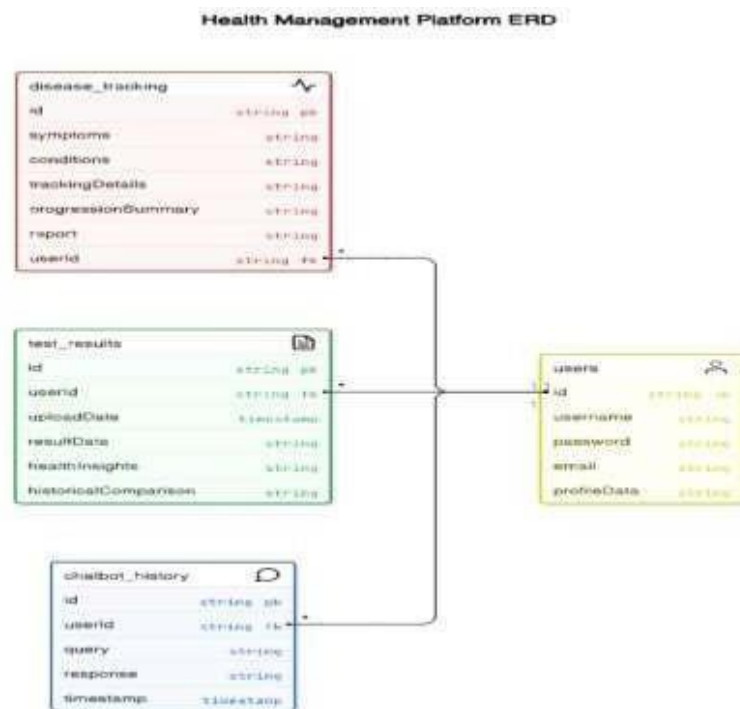 Health Management Platform ERD
disease_tracking
id string pk
symptoms string
conditions string
trackingDetails string
progressionSummary string
report string
userId string fk
test_results
id string pk
userId string fk
uploadDate timestamp
resultData string
healthInsights string
historicalComparison string
users
id string pk
username string
password string
email string
profileData string
chatbot_history
id string pk
userId string fk
query string
response string
timestamp timestamp